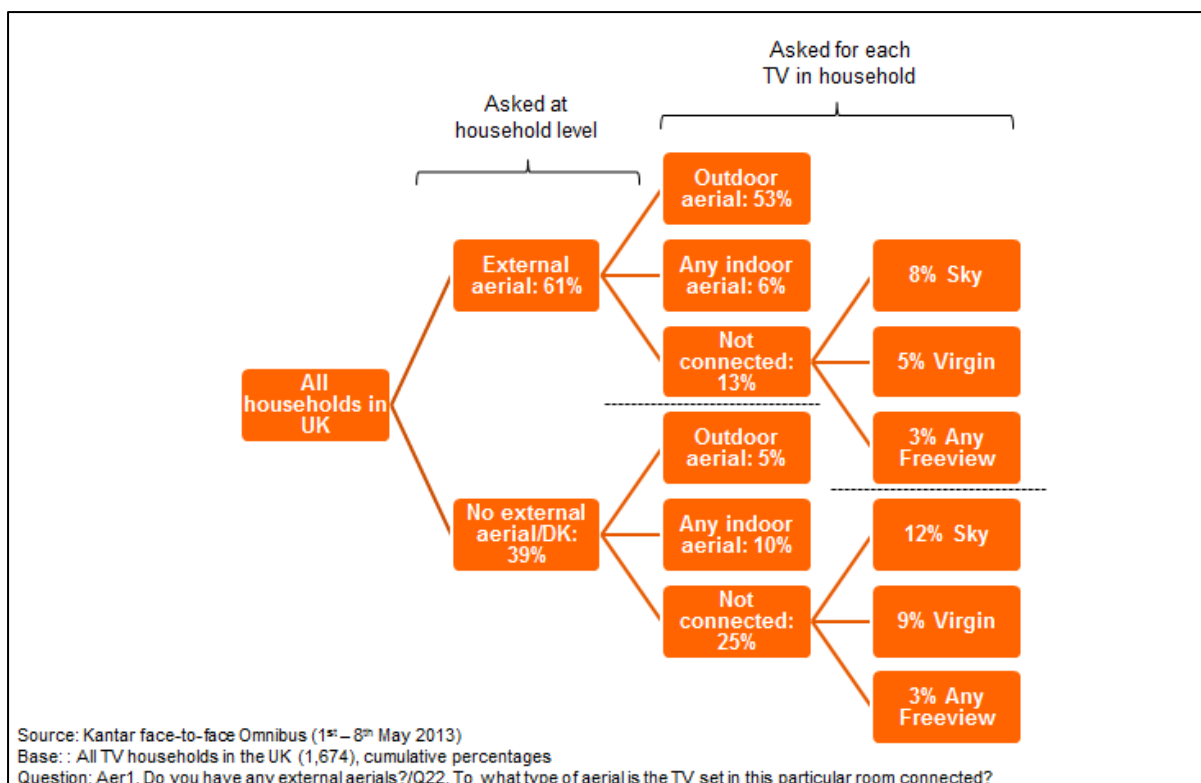 Asked for each
TV in household
Asked at
household level
Outdoor
aerial: 53%
External
aerial: 61%
Any indoor
aerial: 6%
8% Sky
Not
connected:
13%
5% Virgin
All
households in
UK
Outdoor
aerial: 5%
3% Any
Freeview
No external
aerial/DK:
39%
Any indoor
aerial: 10%
12% Sky
Not
connected:
25%
9% Virgin
3% Any
Freeview
Source: Kantar face-to-face Omnibus (1st – 8th May 2013)
Base: : All TV households in the UK (1,674), cumulative percentages
Question: Aer1. Do you have any external aerials?/Q22. To what type of aerial is the TV set in this particular room connected?